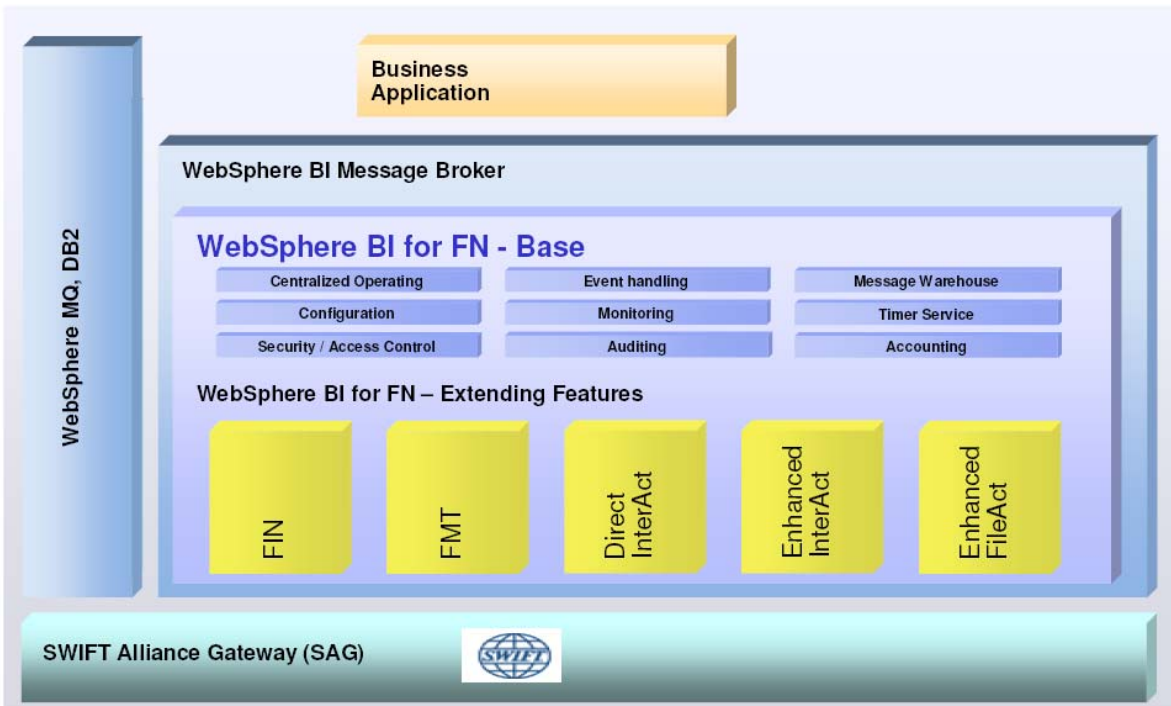 Business
Application
WebSphere MQ, DB2
WebSphere BI Message Broker
WebSphere BI for FN - Base
Centralized Operating
Event handling
Message Warehouse
Configuration
Monitoring
Timer Service
Security / Access Control
Auditing
Accounting
WebSphere BI for FN – Extending Features
FIN
FMT
Direct
InterAct
Enhanced
InterAct
Enhanced
FileAct
SWIFT Alliance Gateway (SAG)
SWIFT